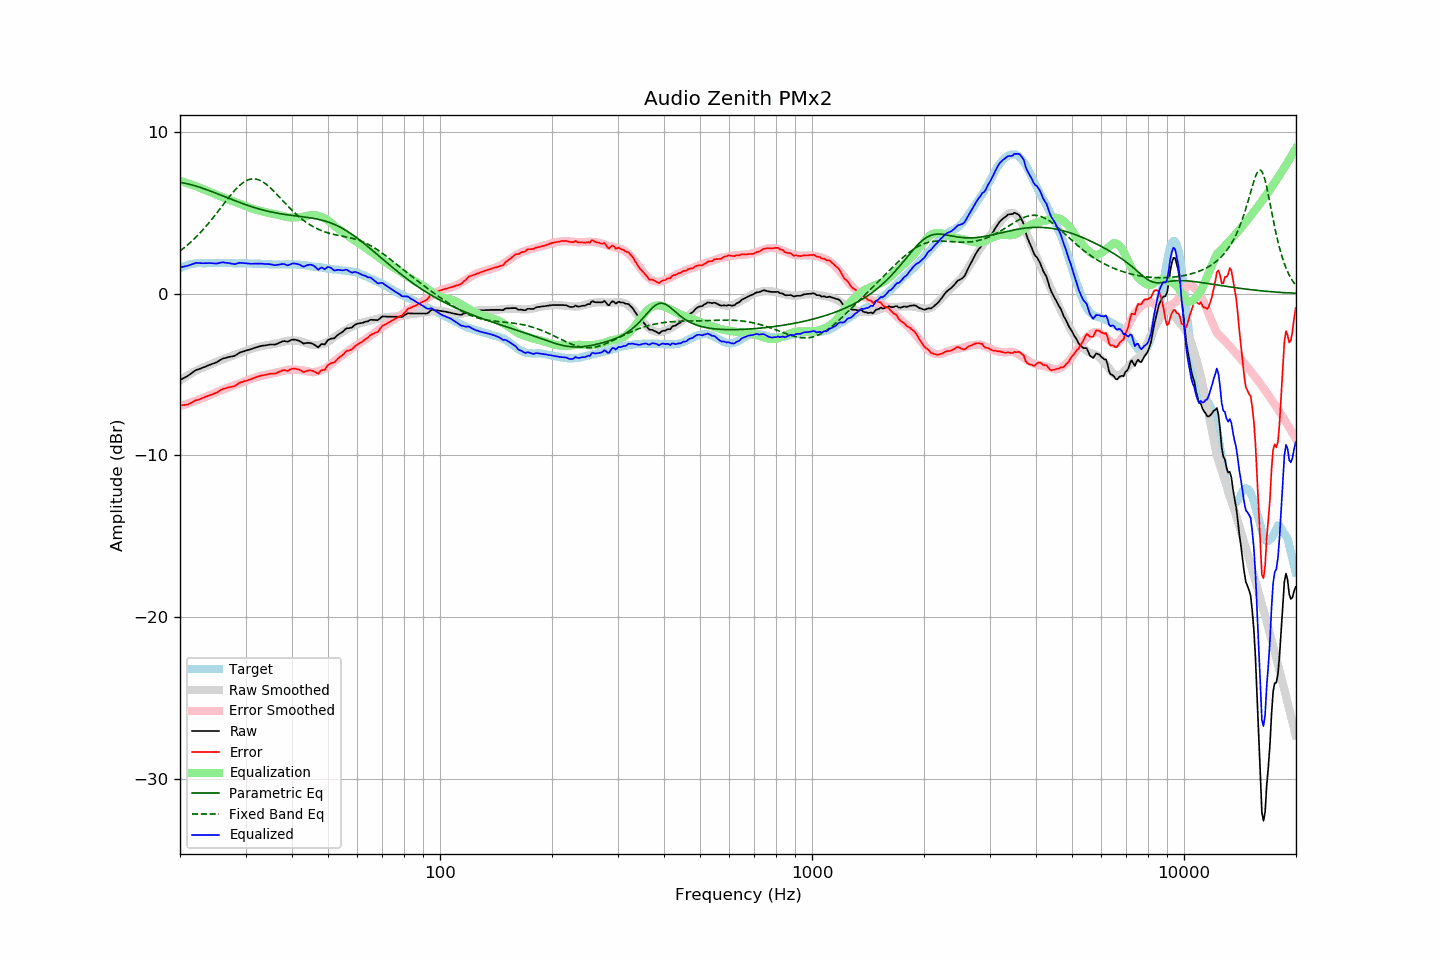 Audio Zenith PMx2
10
0
−10
−20
−30
Amplitude (dBr)
Target
Raw Smoothed
Error Smoothed
Raw
Error
Equalization
Parametric Eq
Fixed Band Eq
Equalized
100
1000
10000
Frequency (Hz)